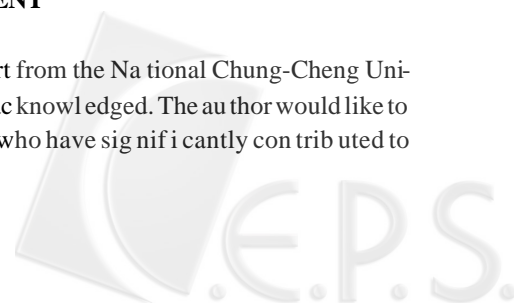 ENT
rt from the Na tional Chung-Cheng Uni-
ac knowl edged. The au thor would like to
who have sig nif i cantly con trib uted to
C.E.P.S.